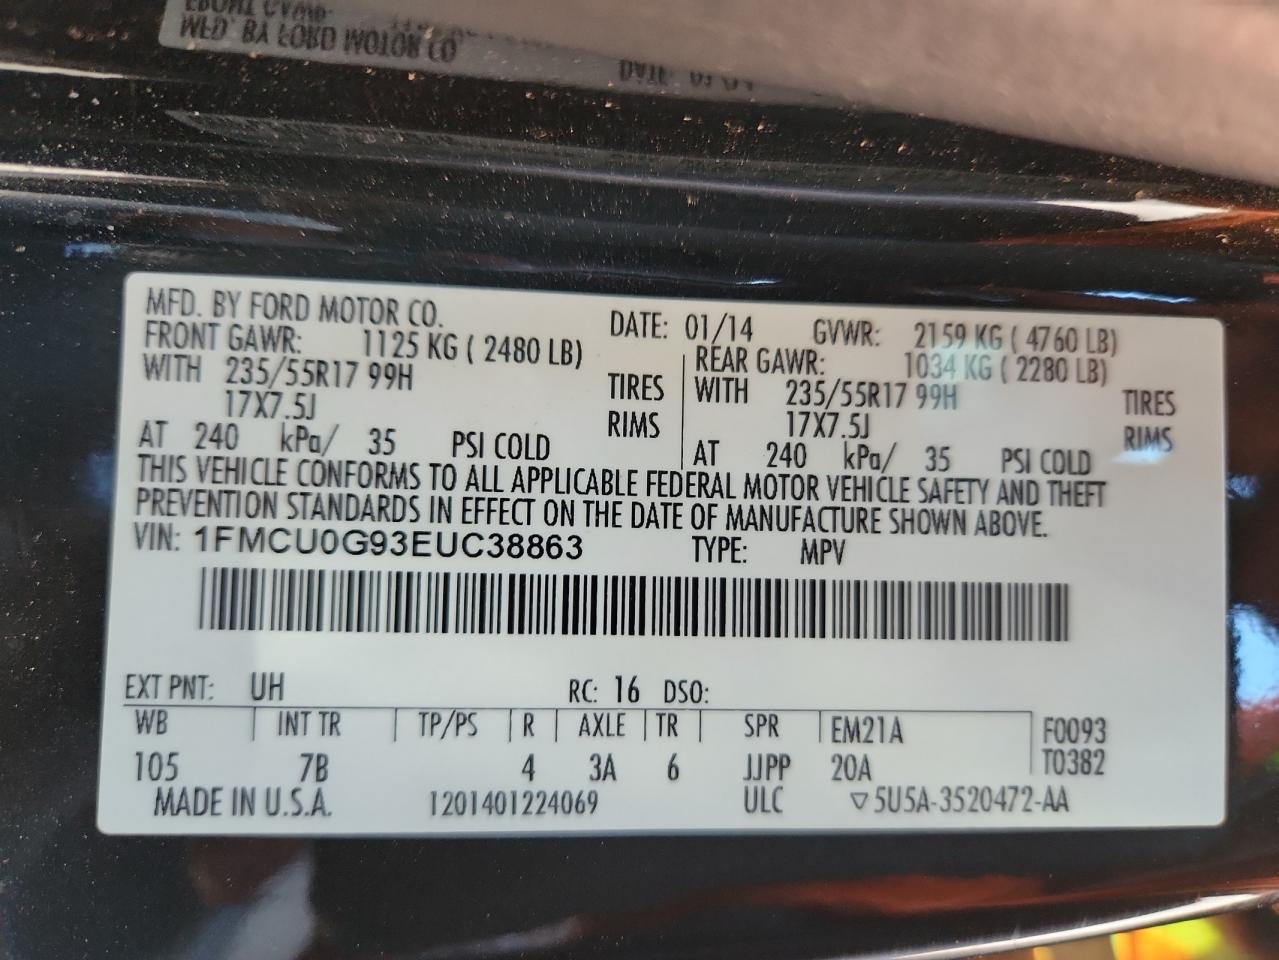 MFD. BY FORD MOTOR CO. DATE: 01/14 GVWR: 2159 KG ( 4760 LB)
FRONT GAWR: 1125 KG ( 2480 LB) REAR GAWR: 1034 KG ( 2280 LB)
WITH 235/55R17 99H TIRES WITH 235/55R17 99H TIRES
17X7.5J RIMS 17X7.5J RIMS
AT 240 kPa/ 35 PSI COLD AT 240 kPa/ 35 PSI COLD
THIS VEHICLE CONFORMS TO ALL APPLICABLE FEDERAL MOTOR VEHICLE SAFETY AND THEFT
PREVENTION STANDARDS IN EFFECT ON THE DATE OF MANUFACTURE SHOWN ABOVE.
VIN: 1FMCU0G93EUC38863 TYPE: MPV
EXT PNT: UH RC: 16 DSO:
WB INT TR TP/PS R AXLE TR SPR EM21A F0093
105 7B 4 3A 6 JJPP 20A T0382
MADE IN U.S.A. 1201401224069 ULC ▽5U5A-3520472-AA